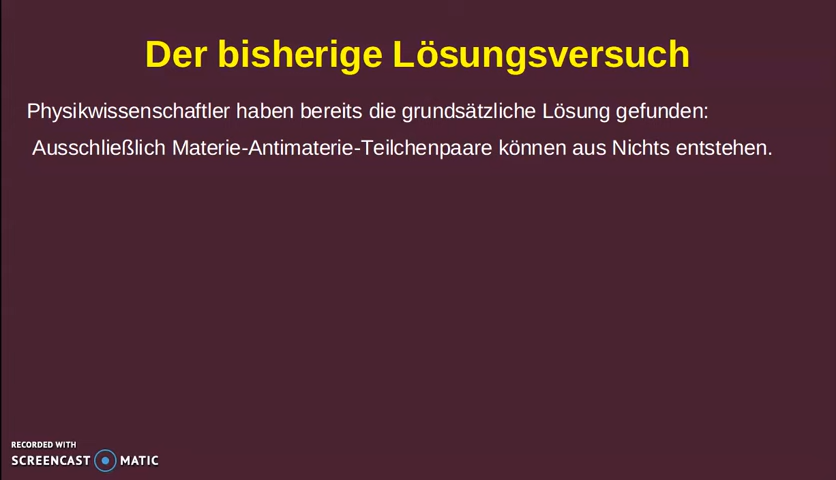 Der bisherige Lösungsversuch
Physikwissenschaftler haben bereits die grundsätzliche Lösung gefunden:
Ausschließlich Materie-Antimaterie-Teilchenpaare können aus Nichts entstehen.
RECORDED WITH
SCREENCAST MATIC